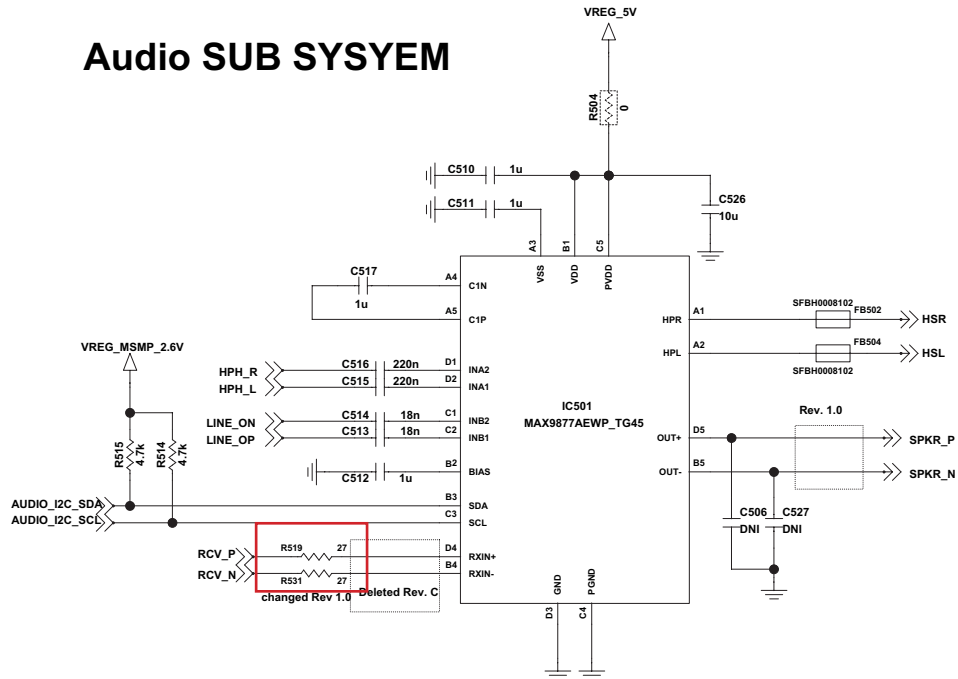 VREG_5V
Audio SUB SYSYEM
R504
0
C510
1u
C511
1u
C526
10u
A3
B1
C5
VSS
VDD
PVDD
C517
1u
A4
C1N
A5
C1P
HPR
A1
SFBH0008102
FB502
HSR
HPL
A2
FB504
HSL
SFBH0008102
VREG_MSMP_2.6V
HPH_R
C516
220n
D1
INA2
HPH_L
C515
220n
D2
INA1
LINE_ON
C514
18n
C1
INB2
LINE_OP
C513
18n
C2
INB1
IC501
MAX9877AEWP_TG45
Rev. 1.0
OUT+
D5
SPKR_P
OUT-
B5
SPKR_N
R515
4.7k
R514
4.7k
C512
1u
B2
BIAS
AUDIO_I2C_SDA
B3
SDA
AUDIO_I2C_SCL
C3
SCL
C506
DNI
C527
DNI
RCV_P
R519
27
D4
RXIN+
RCV_N
R531
27
B4
RXIN-
changed Rev 1.0
Deleted Rev. C
GND
PGND
D3
C4